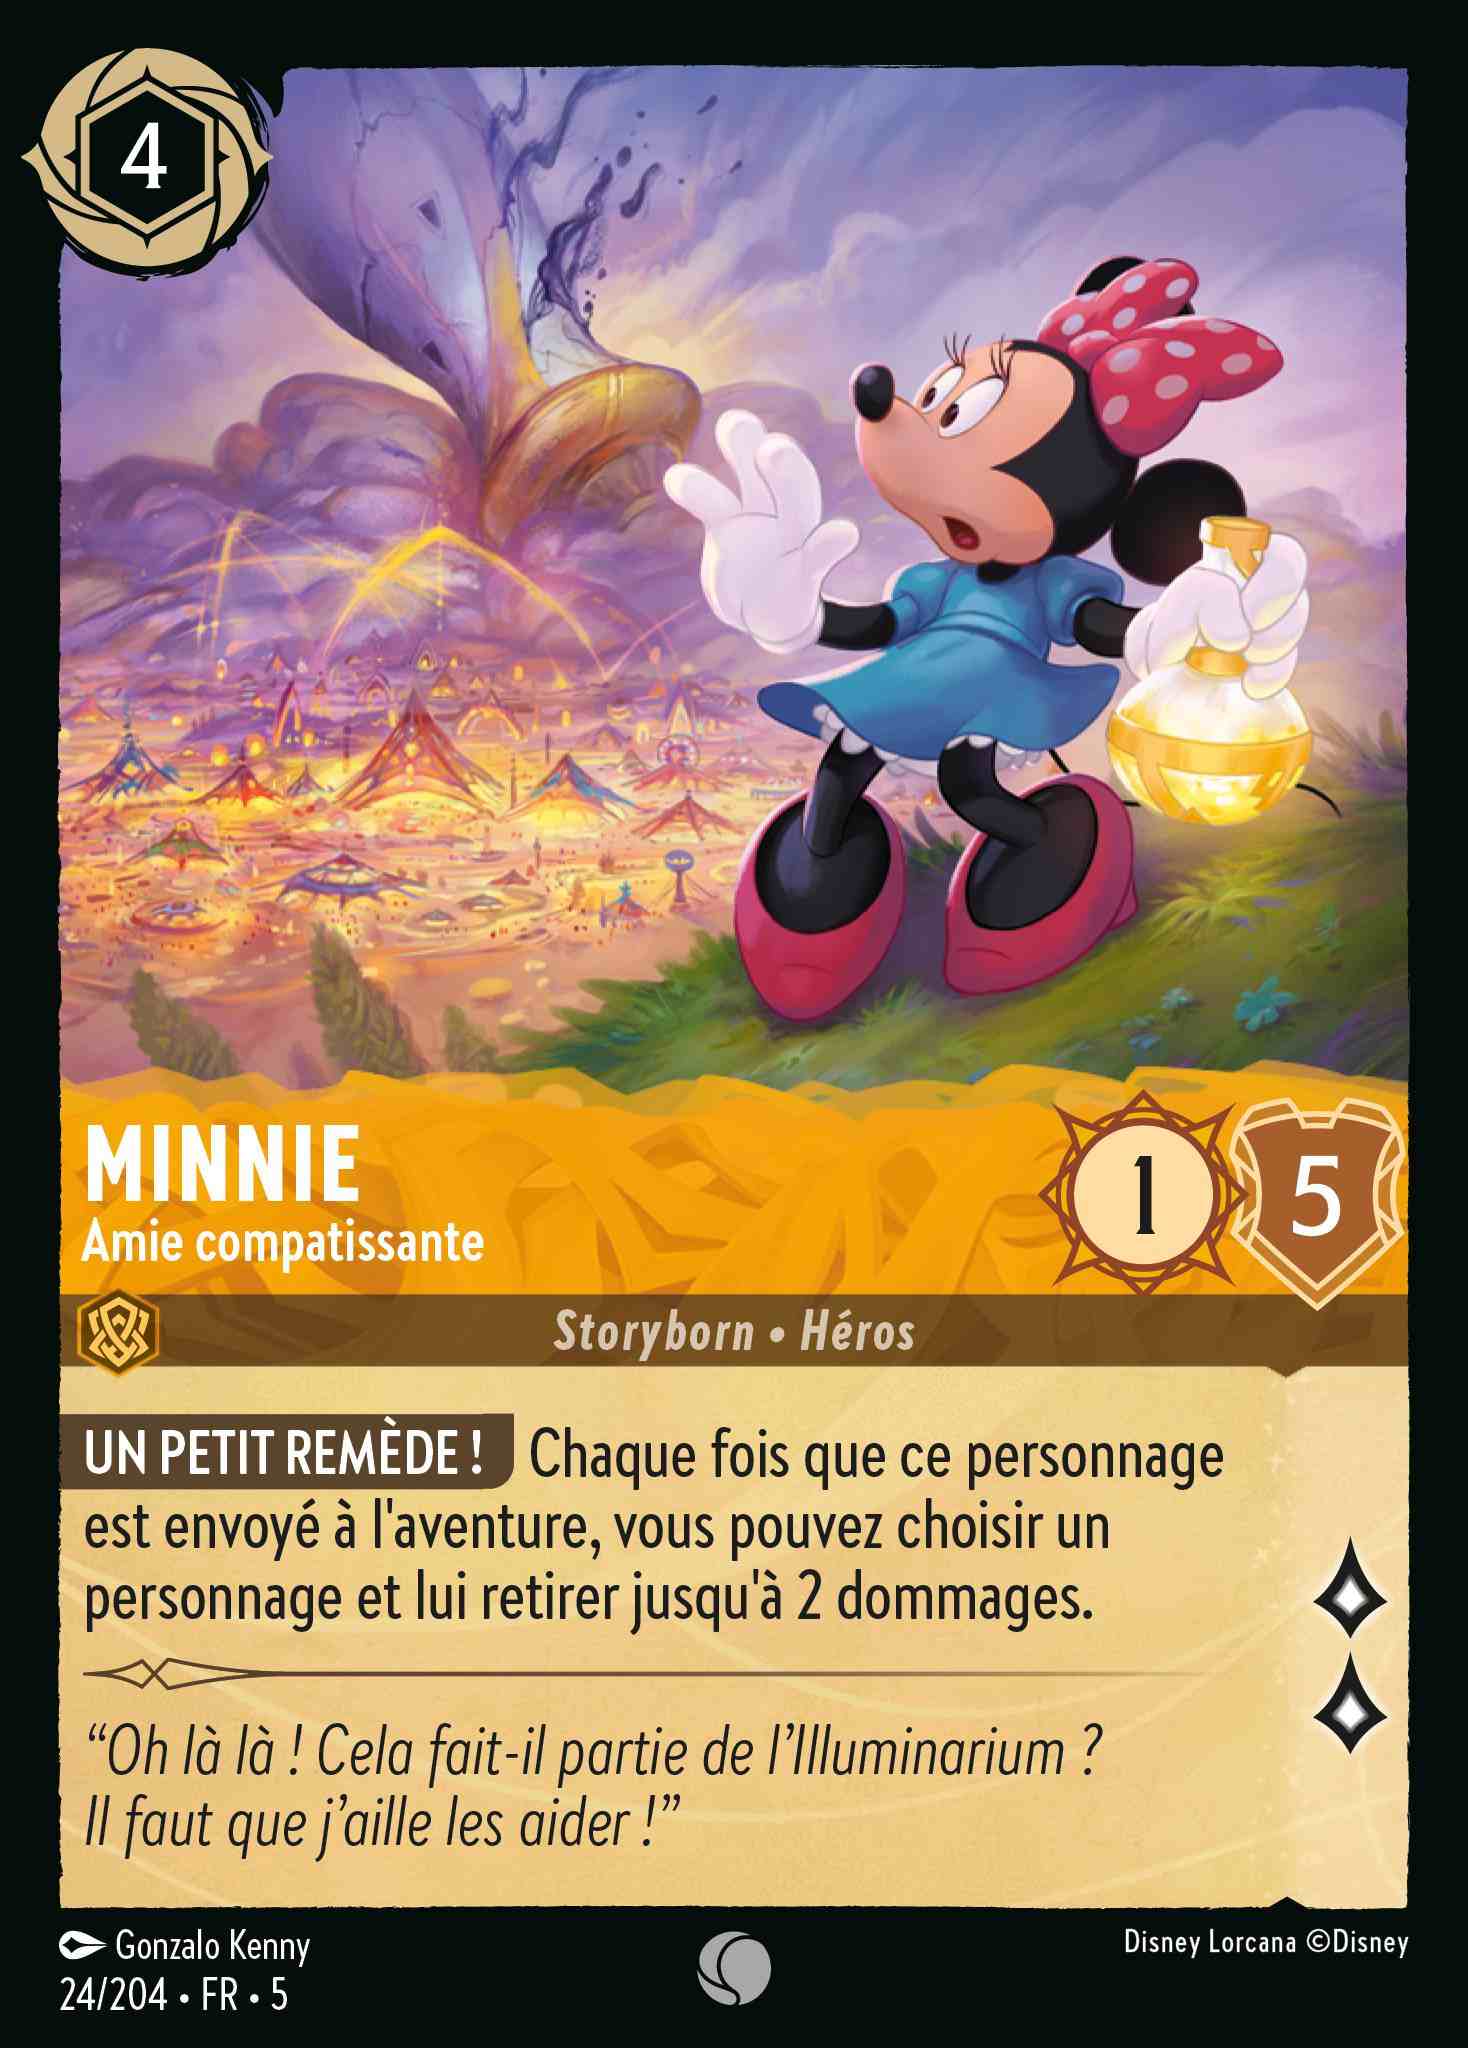 4
MINNIE
Amie compatissante
1
5
Storyborn • Héros
UN PETIT REMÈDE ! Chaque fois que ce personnage
est envoyé à l'aventure, vous pouvez choisir un
personnage et lui retirer jusqu'à 2 dommages.
“Oh là là ! Cela fait-il partie de l’Illuminarium ?
Il faut que j’aille les aider !”
Gonzalo Kenny
Disney Lorcana ©Disney
24/204 • FR • 5